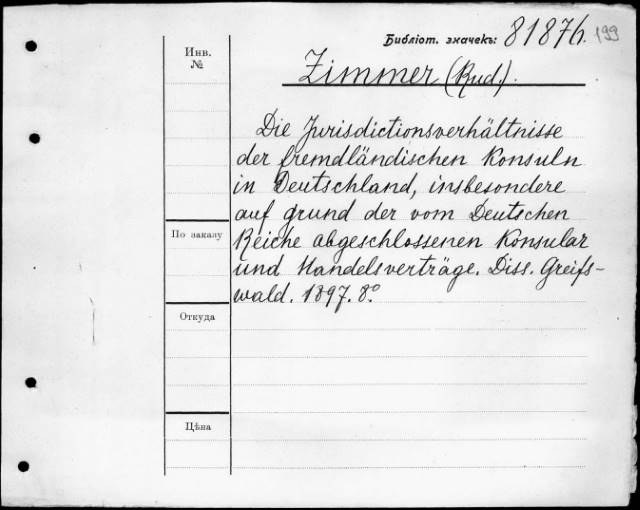 Библіот. значекъ: 8187h. 199
Инв.
№
Zimmer (Rud.).
Die Jurisdictionsverhältnisse
der fremdländischen Konsuln
in Deutschland, insbesondere
auf grund der vom Deutschen
По заказу
Reiche abgeschlossenen Konsular
und Handelsverträge. Diss. Greifs-
wald. 1897. 8.°
Откуда
Цѣна